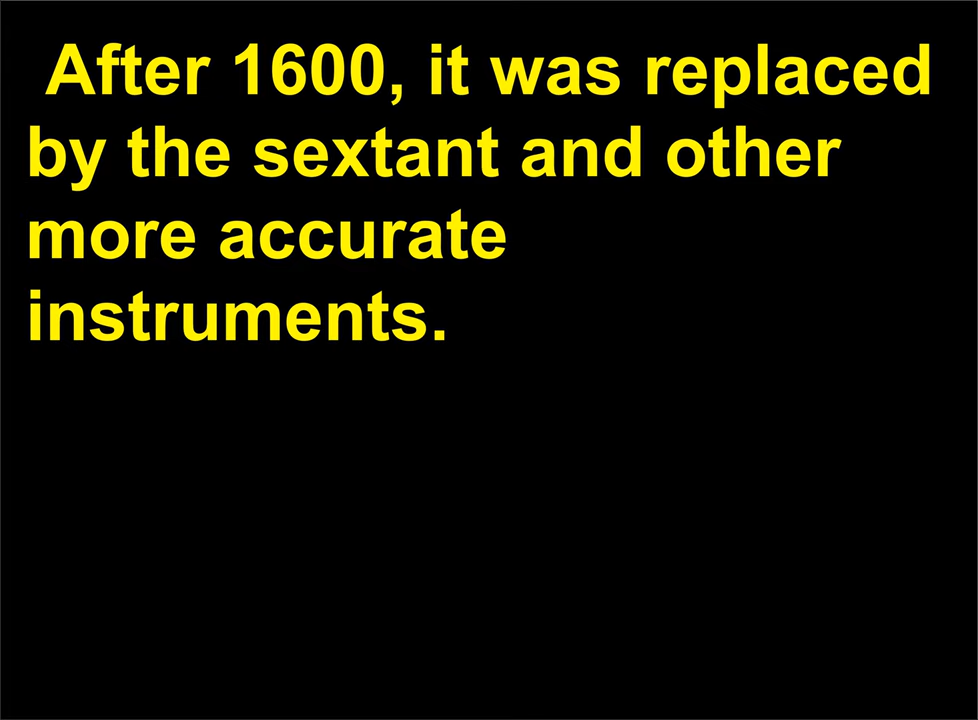 After 1600, it was replaced
by the sextant and other
more accurate
instruments.